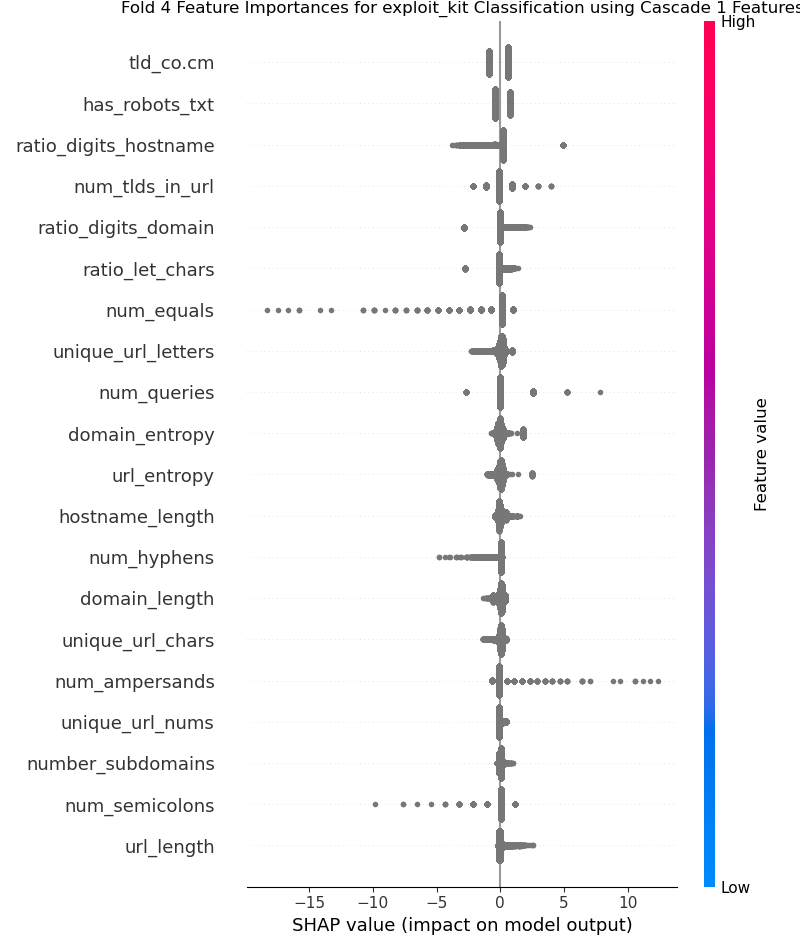 Fold 4 Feature Importances for exploit_kit Classification using Cascade 1 Features
High
tld_co.cm
has_robots_txt
ratio_digits_hostname
num_tlds_in_url
ratio_digits_domain
ratio_let_chars
num_equals
unique_url_letters
num_queries
domain_entropy
url_entropy
hostname_length
num_hyphens
domain_length
unique_url_chars
num_ampersands
unique_url_nums
number_subdomains
num_semicolons
url_length
Feature value
Low
−15 −10 −5 0 5 10
SHAP value (impact on model output)